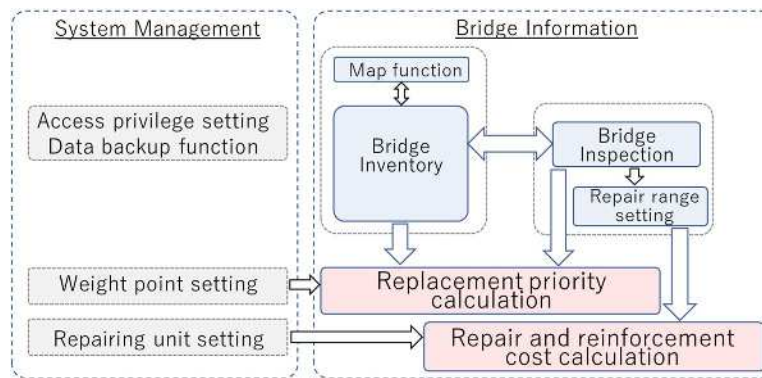 System Management
Access privilege setting
Data backup function
Weight point setting
Repairing unit setting
Bridge Information
Map function
Bridge
Inventory
Bridge
Inspection
Repair range
setting
Replacement priority
calculation
Repair and reinforcement
cost calculation